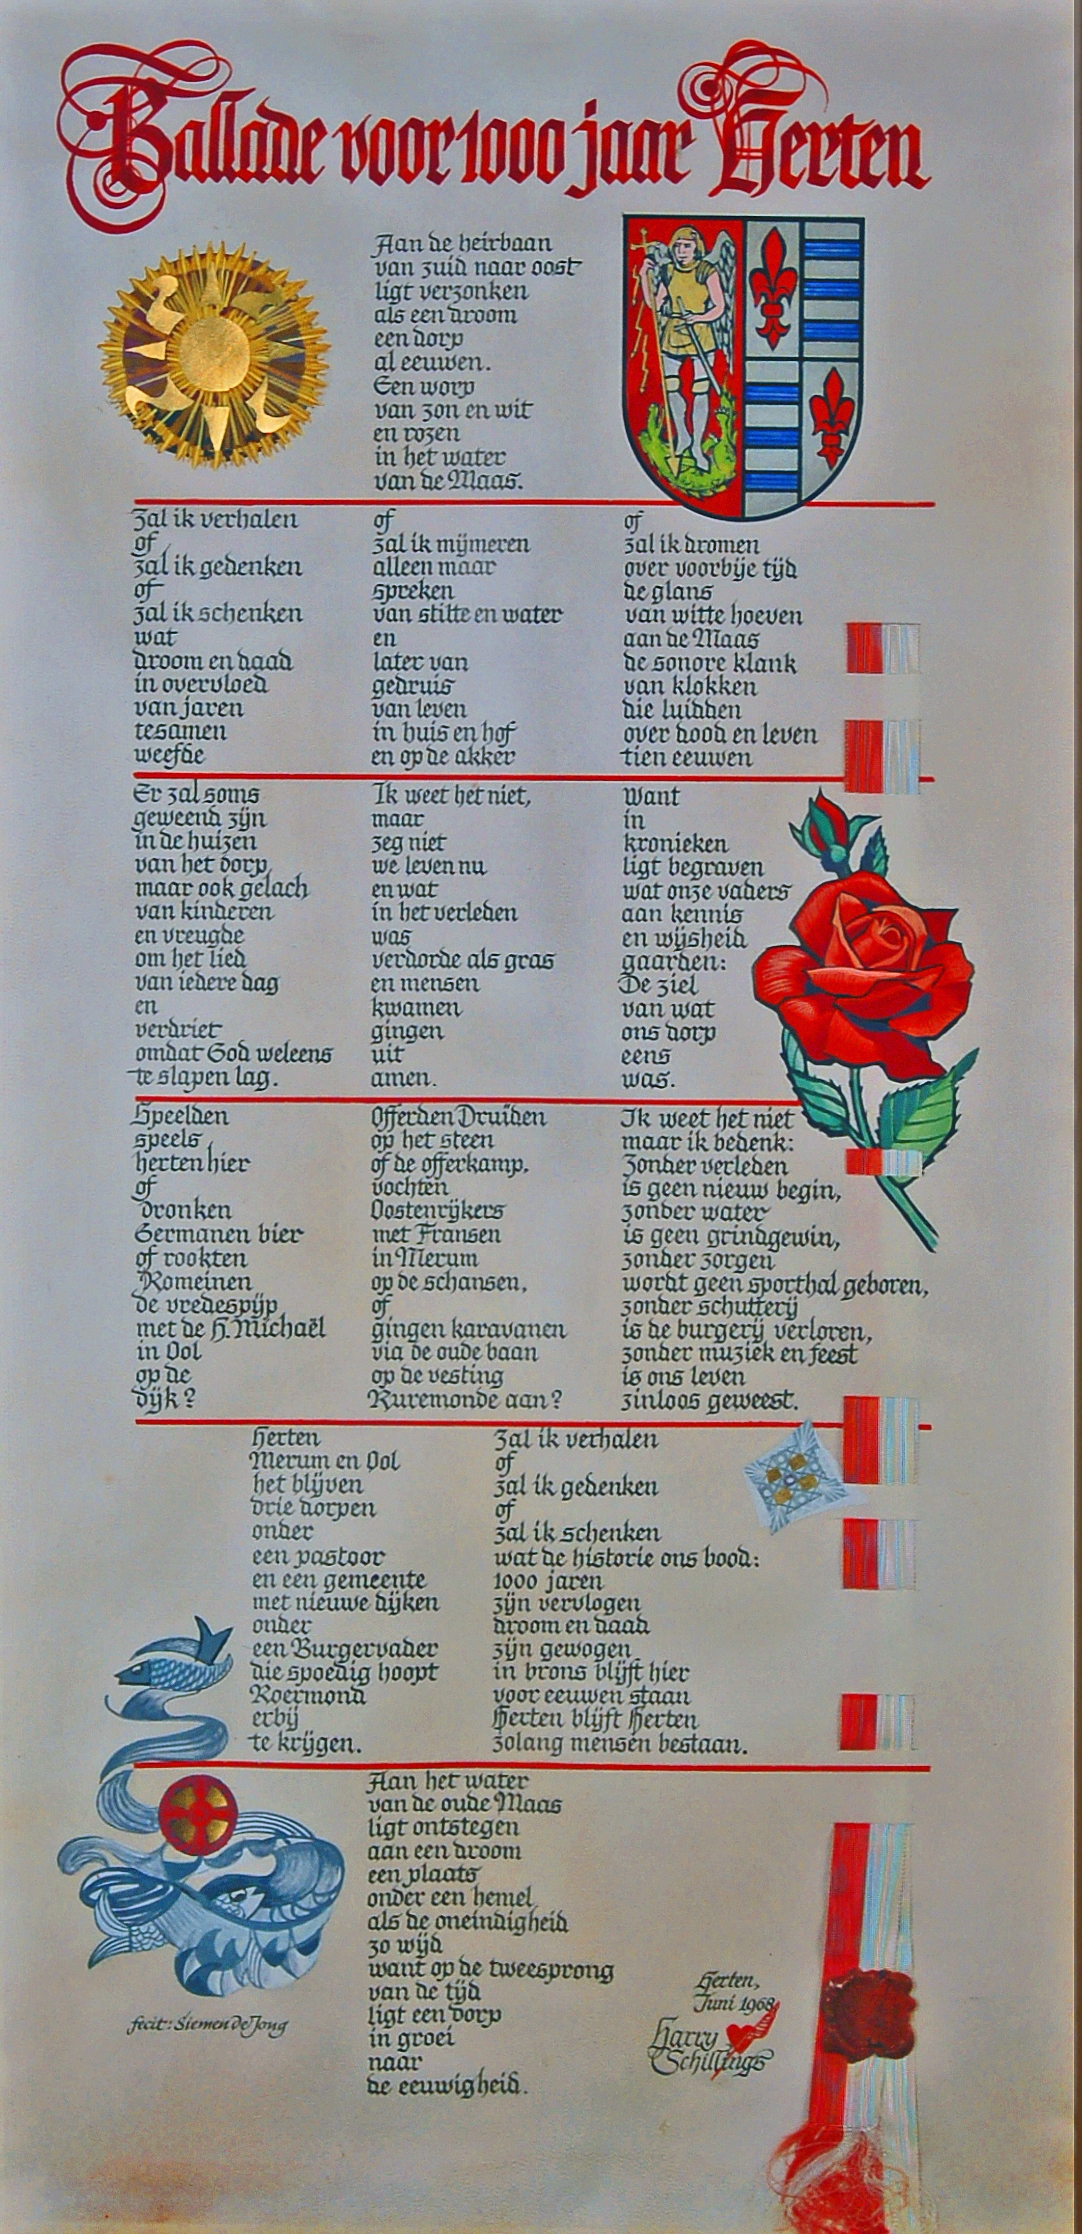 Ballade voor 1000 jaar Herten
Aan de heirbaan
van zuid naar oost
ligt verzonken
als een droom
een dorp
al eeuwen.
Een worp
van zon en wit
en rozen
in het water
van de Maas.
Zal ik verhalen
of
zal ik gedenken
of
zal ik schenken
wat
droom en daad
in overvloed
van jaren
tesamen
weefde
of
zal ik mijmeren
alleen maar
spreken
van stilte en water
en
later van
gedruis
van leven
in huis en hof
en op de akker
of
zal ik dromen
over voorbije tijd
de glans
van witte hoeven
aan de Maas
de sonore klank
van klokken
die luidden
over dood en leven
tien eeuwen
Er zal soms
geweend zijn
in de huizen
van het dorp
maar ook gelach
van kinderen
en vreugde
om het lied
van iedere dag
en
verdriet
omdat God weleens
te slapen lag.
Ik weet het niet,
maar
zeg niet
we leven nu
en wat
in het verleden
was
verdorde als gras
en mensen
kwamen
gingen
uit
amen.
Want
in
kronieken
ligt begraven
wat onze vaders
aan kennis
en wijsheid
gaarden:
De ziel
van wat
ons dorp
eens
was.
Speelden
speels
herten hier
of
dronken
Germanen bier
of rookten
Romeinen
de vredespijp
met de H. Michaël
in Ool
op de
dijk?
Offerden Druïden
op het steen
of de offerkamp,
vochten
Oostenrijkers
met Fransen
in Merum
op de schansen,
of
gingen karavanen
via de oude baan
op de vesting
Ruremonde aan?
Ik weet het niet
maar ik bedenk:
Zonder verleden
is geen nieuw begin,
zonder water
is geen grindgewin,
zonder zorgen
wordt geen sporthal geboren,
zonder schutterij
is de burgerij verloren,
zonder muziek en feest
is ons leven
zinloos geweest.
Herten
Merum en Ool
het blijven
drie dorpen
onder
een pastoor
en een gemeente
met nieuwe dijken
onder
een Burgervader
die spoedig hoopt
Roermond
erbij
te krijgen.
Zal ik verhalen
of
zal ik gedenken
of
zal ik schenken
wat de historie ons bood:
1000 jaren
zijn vervlogen
droom en daad
zijn gewogen
in brons blijft hier
voor eeuwen staan
Herten blijft Herten
zolang mensen bestaan.
Aan het water
van de oude Maas
ligt ontstegen
aan een droom
een plaats
onder een hemel
als de oneindigheid
zo wijd
want op de tweesprong
van de tijd
ligt een dorp
in groei
naar
de eeuwigheid.
Herten,
Juni 1968
Harry
Schillings
fecit: Siemen de Jong